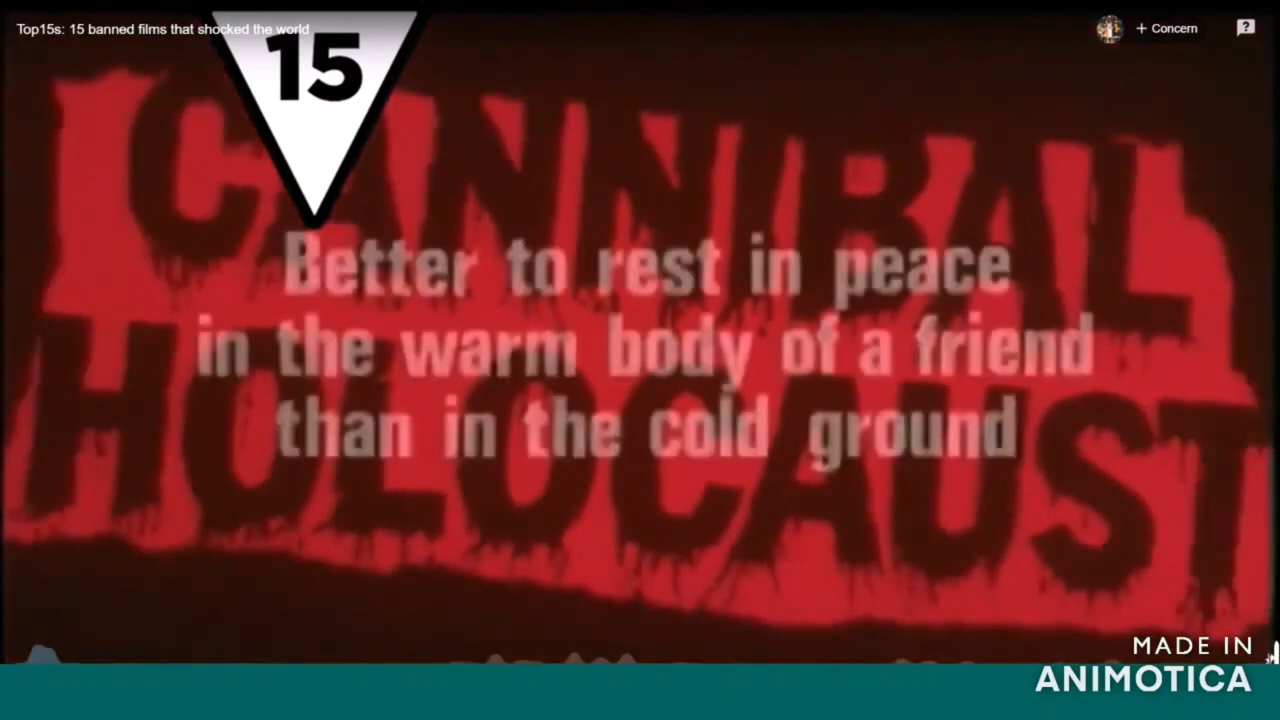 Top15s: 15 banned films that shocked the world
+ Concern
?
15
CANNIBAL
HOLOCAUST
Better to rest in peace
in the warm body of a friend
than in the cold ground
MADE IN
ANIMOTICA